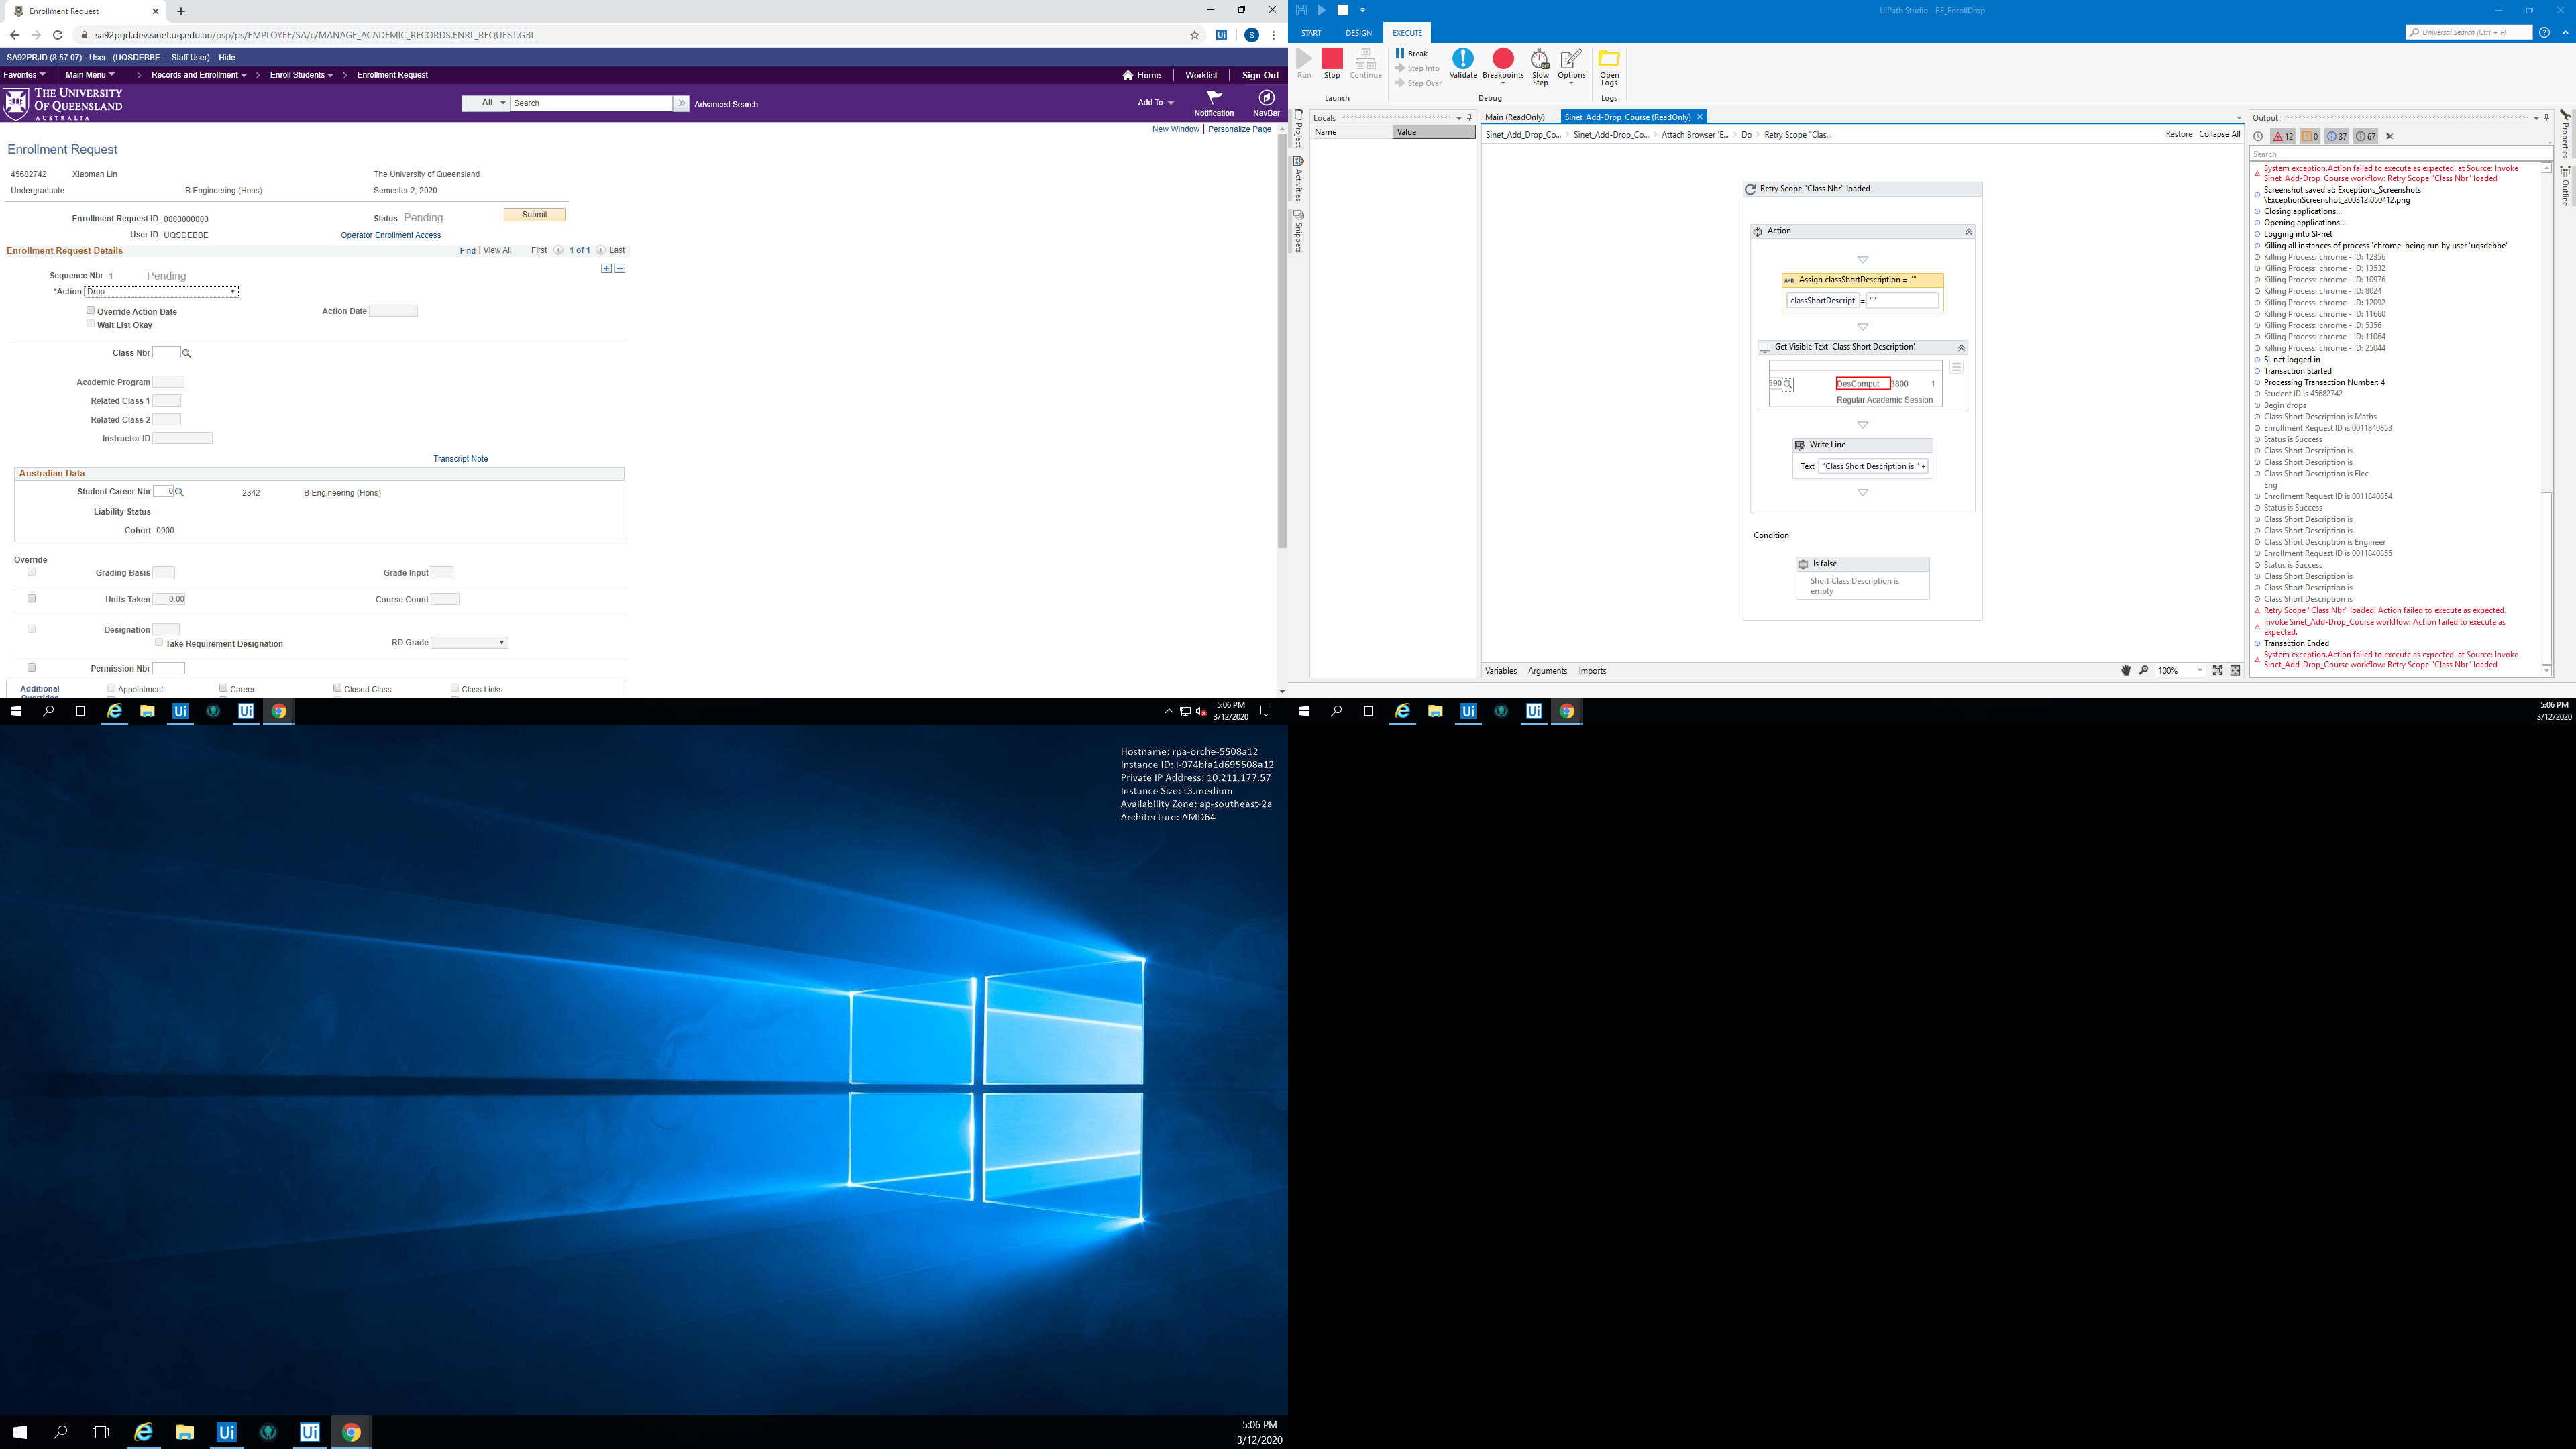 Enrollment Request
sa92prjd.dev.sinet.uq.edu.au/psp/ps/EMPLOYEE/SA/c/MANAGE_ACADEMIC_RECORDS.ENRL_REQUEST.GBL
SA92PRJD (8.57.07) - User : (UQSDEBBE : : Staff User) Hide
Favorites Main Menu Records and Enrollment Enroll Students Enrollment Request
Home Worklist Sign Out
THE UNIVERSITY
OF QUEENSLAND
AUSTRALIA
All Search Advanced Search
Add To Notification NavBar
New Window | Personalize Page
Enrollment Request
45682742 Xiaoman Lin The University of Queensland
Undergraduate B Engineering (Hons) Semester 2, 2020
Enrollment Request ID 0000000000 Status Pending Submit
User ID UQSDEBBE Operator Enrollment Access
Enrollment Request Details Find | View All First 1 of 1 Last
Sequence Nbr 1 Pending
*Action Drop
Override Action Date Action Date
Wait List Okay
Class Nbr
Academic Program
Related Class 1
Related Class 2
Instructor ID
Transcript Note
Australian Data
Student Career Nbr 0 2342 B Engineering (Hons)
Liability Status
Cohort 0000
Override
Grading Basis Grade Input
Units Taken 0.00 Course Count
Designation
Take Requirement Designation RD Grade
Permission Nbr
Additional Appointment Career Closed Class Class Links
5:06 PM
3/12/2020
UiPath Studio - BE_EnrollDrop
START DESIGN EXECUTE
Universal Search (Ctrl + F)
Run Stop Continue
Break
Step Into
Step Over
Validate Breakpoints Slow Step Options Open Logs
Launch Debug Logs
Project
Activities
Snippets
Locals
Name Value
Main (ReadOnly) Sinet_Add-Drop_Course (ReadOnly)
Sinet_Add_Drop_Co... Sinet_Add-Drop_Co... Attach Browser 'E... Do Retry Scope "Clas...
Restore Collapse All
Retry Scope "Class Nbr" loaded
Action
A+B Assign classShortDescription = ""
classShortDescripti = ""
Get Visible Text 'Class Short Description'
590 DesComput 3800 1
Regular Academic Session
Write Line
Text "Class Short Description is " +
Condition
Is false
Short Class Description is
empty
Variables Arguments Imports
100%
Output
12 0 37 67
Search
System exception.Action failed to execute as expected. at Source: Invoke
Sinet_Add-Drop_Course workflow: Retry Scope "Class Nbr" loaded
Screenshot saved at: Exceptions_Screenshots
\ExceptionScreenshot_200312.050412.png
Closing applications...
Opening applications...
Logging into SI-net
Killing all instances of process 'chrome' being run by user 'uqsdebbe'
Killing Process: chrome - ID: 12356
Killing Process: chrome - ID: 13532
Killing Process: chrome - ID: 10976
Killing Process: chrome - ID: 8024
Killing Process: chrome - ID: 12092
Killing Process: chrome - ID: 11660
Killing Process: chrome - ID: 5356
Killing Process: chrome - ID: 11064
Killing Process: chrome - ID: 25044
SI-net logged in
Transaction Started
Processing Transaction Number: 4
Student ID is 45682742
Begin drops
Class Short Description is Maths
Enrollment Request ID is 0011840853
Status is Success
Class Short Description is
Class Short Description is
Class Short Description is Elec
Eng
Enrollment Request ID is 0011840854
Status is Success
Class Short Description is
Class Short Description is
Class Short Description is Engineer
Enrollment Request ID is 0011840855
Status is Success
Class Short Description is
Class Short Description is
Class Short Description is
Retry Scope "Class Nbr" loaded: Action failed to execute as expected.
Invoke Sinet_Add-Drop_Course workflow: Action failed to execute as
expected.
Transaction Ended
System exception.Action failed to execute as expected. at Source: Invoke
Sinet_Add-Drop_Course workflow: Retry Scope "Class Nbr" loaded
Properties
Outline
5:06 PM
3/12/2020
Hostname: rpa-orche-5508a12
Instance ID: i-074bfa1d695508a12
Private IP Address: 10.211.177.57
Instance Size: t3.medium
Availability Zone: ap-southeast-2a
Architecture: AMD64
5:06 PM
3/12/2020